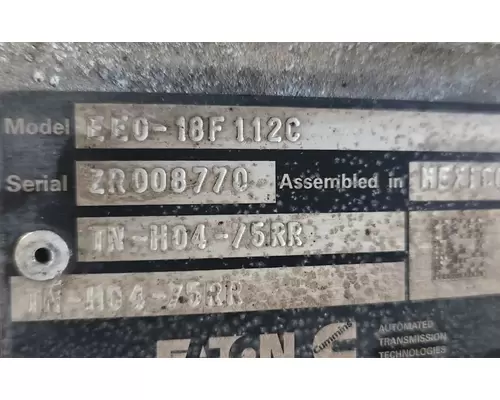 Model EEO-18F112C
Serial ZR008770 Assembled in MEXICO
TN-H04-75RR
TN-H04-75RR
EATON Cummins AUTOMATED
TRANSMISSION
TECHNOLOGIES